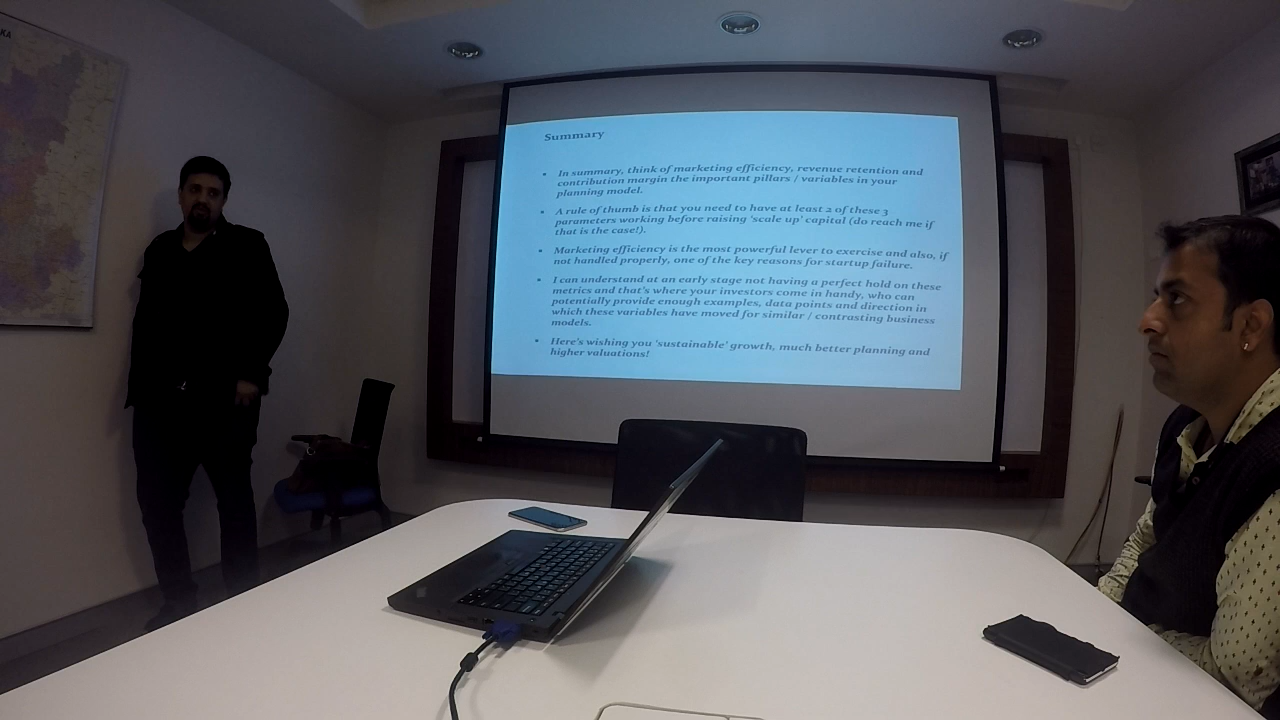 KA
Summary
In summary, think of marketing efficiency, revenue retention and
contribution margin the important pillars / variables in your
planning model.
A rule of thumb is that you need to have at least 2 of these 3
parameters working before raising 'scale up' capital (do reach me if
that is the case!).
Marketing efficiency is the most powerful lever to exercise and also, if
not handled properly, one of the key reasons for startup failure.
I can understand at an early stage not having a perfect hold on these
metrics and that's where your investors come in handy, who can
potentially provide enough examples, data points and direction in
which these variables have moved for similar / contrasting business
models.
Here's wishing you 'sustainable' growth, much better planning and
higher valuations!